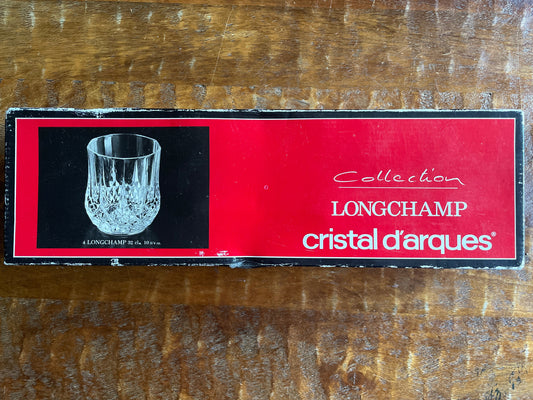 Collection
LONGCHAMP
cristal d'arques®
4 LONGCHAMP 32 cl.